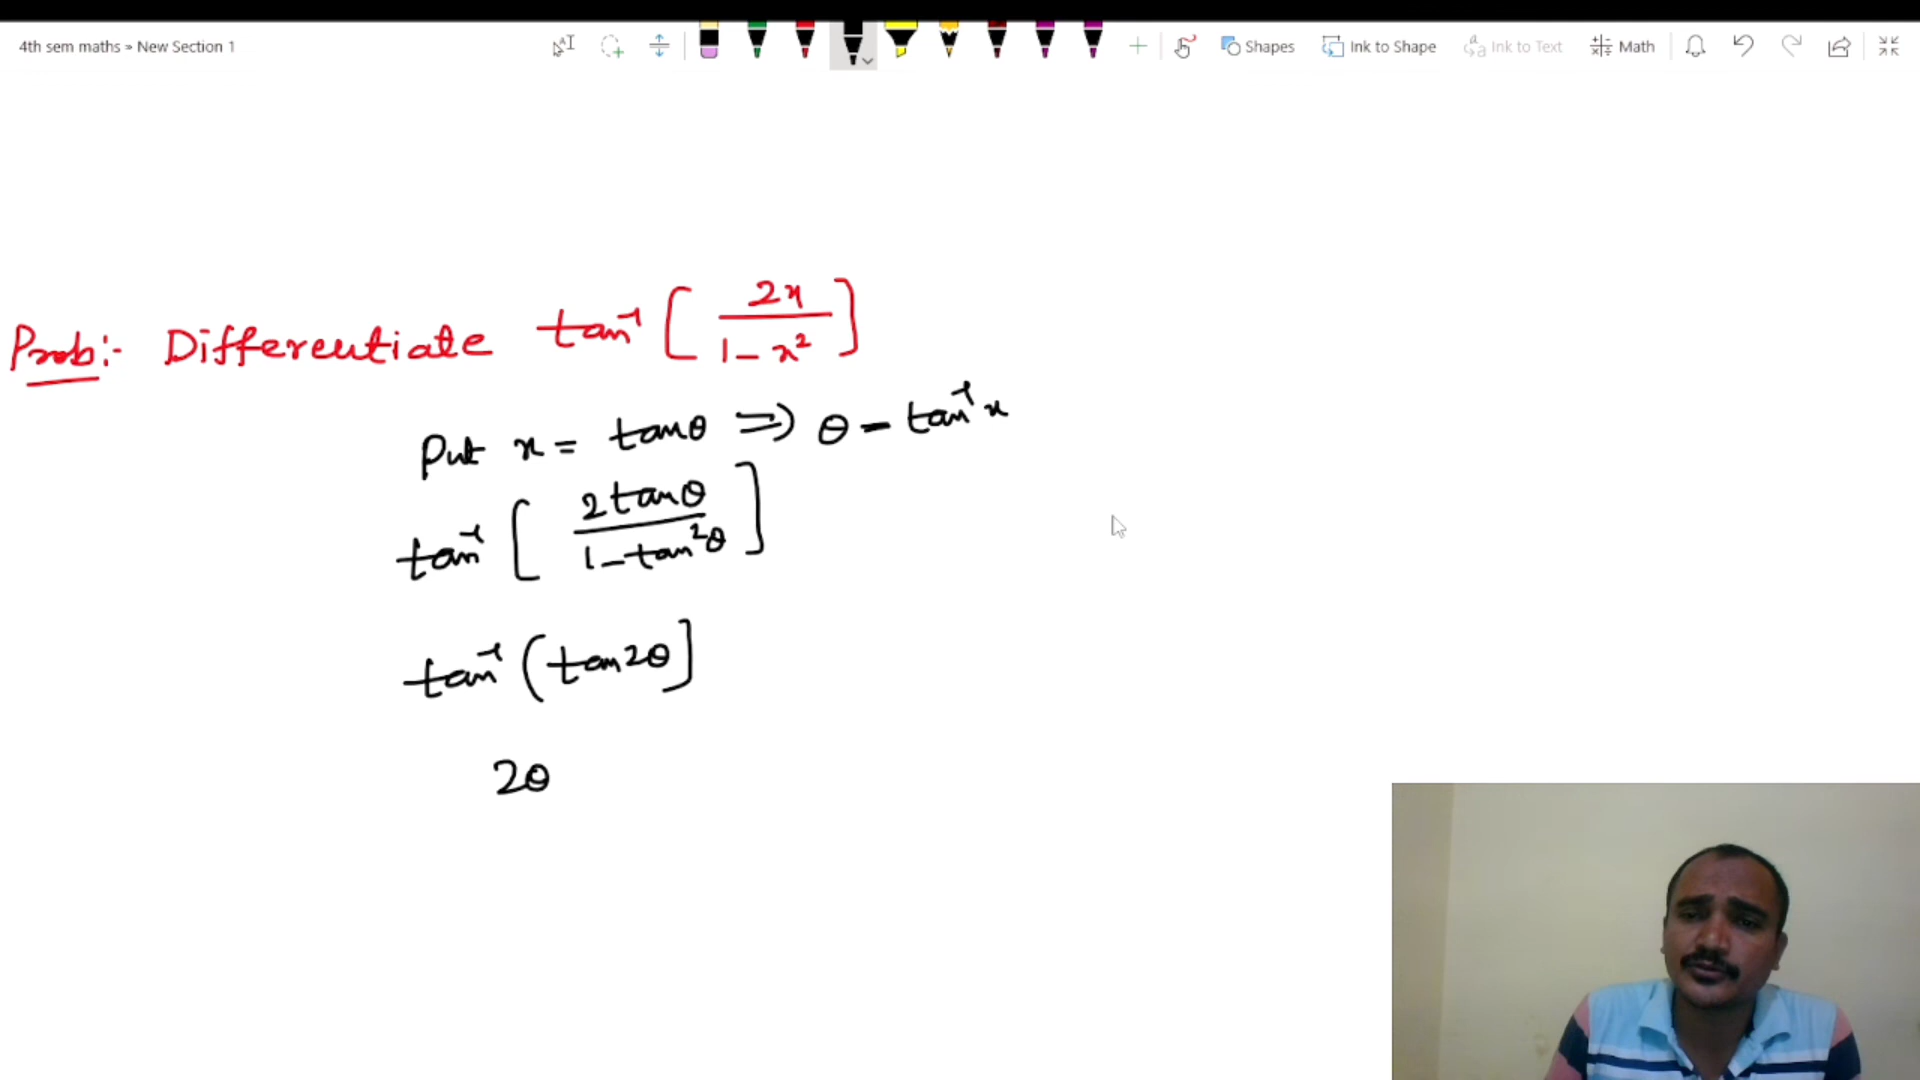 4th sem maths » New Section 1
Shapes Ink to Shape Ink to Text Math
Prob:- Differentiate tan⁻¹ [2x / 1 - x²]
Put x = tanθ ⇒ θ - tan⁻¹ x
tan⁻¹ [2tanθ / 1 - tan²θ]
tan⁻¹ (tan2θ]
2θ